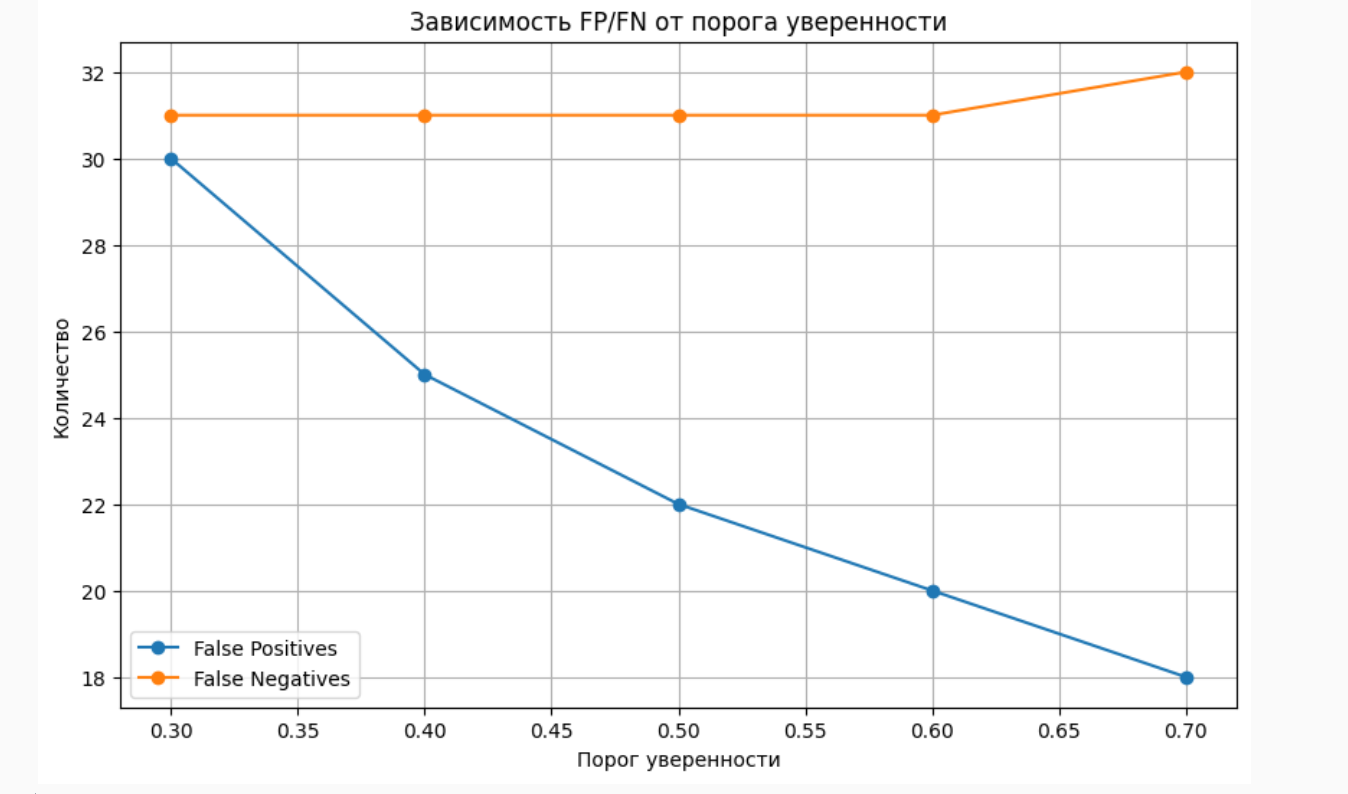 Зависимость FP/FN от порога уверенности
32
30
28
26
24
22
20
18
Количество
False Positives
False Negatives
0.30 0.35 0.40 0.45 0.50 0.55 0.60 0.65 0.70
Порог уверенности